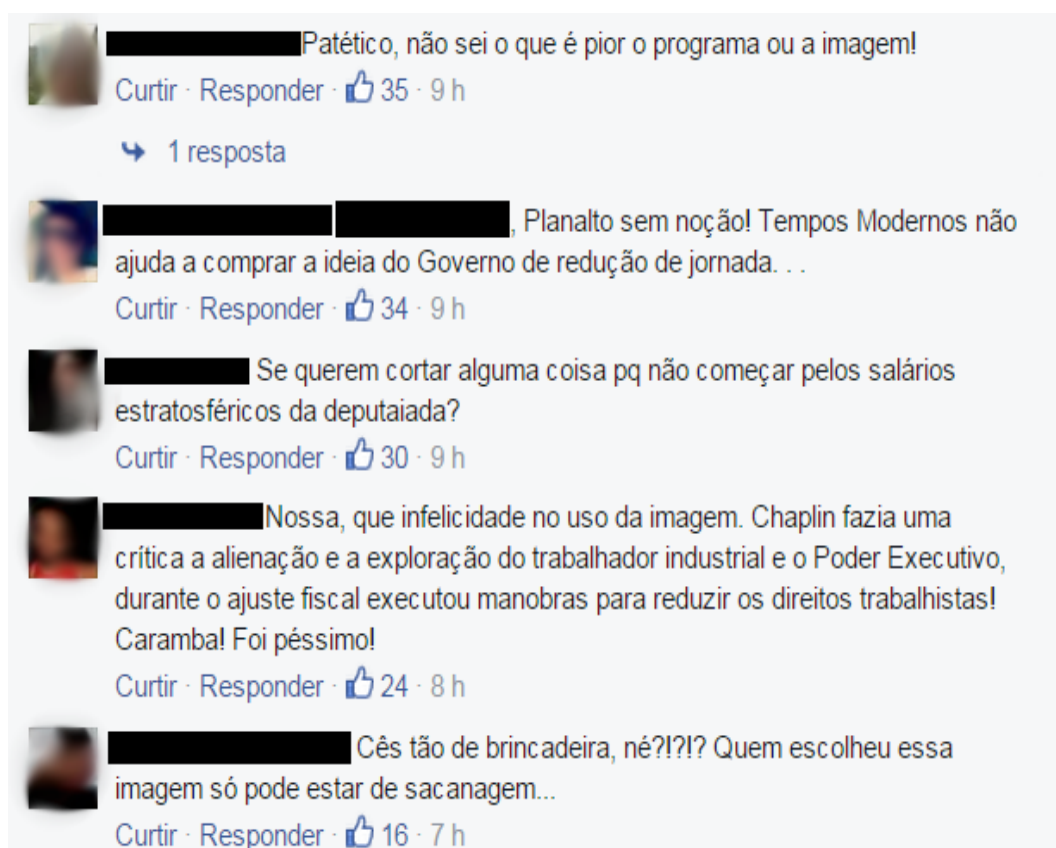 Patético, não sei o que é pior o programa ou a imagem!
Curtir · Responder · 35 · 9 h
1 resposta
, Planalto sem noção! Tempos Modernos não
ajuda a comprar a ideia do Governo de redução de jornada. . .
Curtir · Responder · 34 · 9 h
Se querem cortar alguma coisa pq não começar pelos salários
estratosféricos da deputaiada?
Curtir · Responder · 30 · 9 h
Nossa, que infelicidade no uso da imagem. Chaplin fazia uma
crítica a alienação e a exploração do trabalhador industrial e o Poder Executivo,
durante o ajuste fiscal executou manobras para reduzir os direitos trabalhistas!
Caramba! Foi péssimo!
Curtir · Responder · 24 · 8 h
Cês tão de brincadeira, né?!?!? Quem escolheu essa
imagem só pode estar de sacanagem...
Curtir · Responder · 16 · 7 h